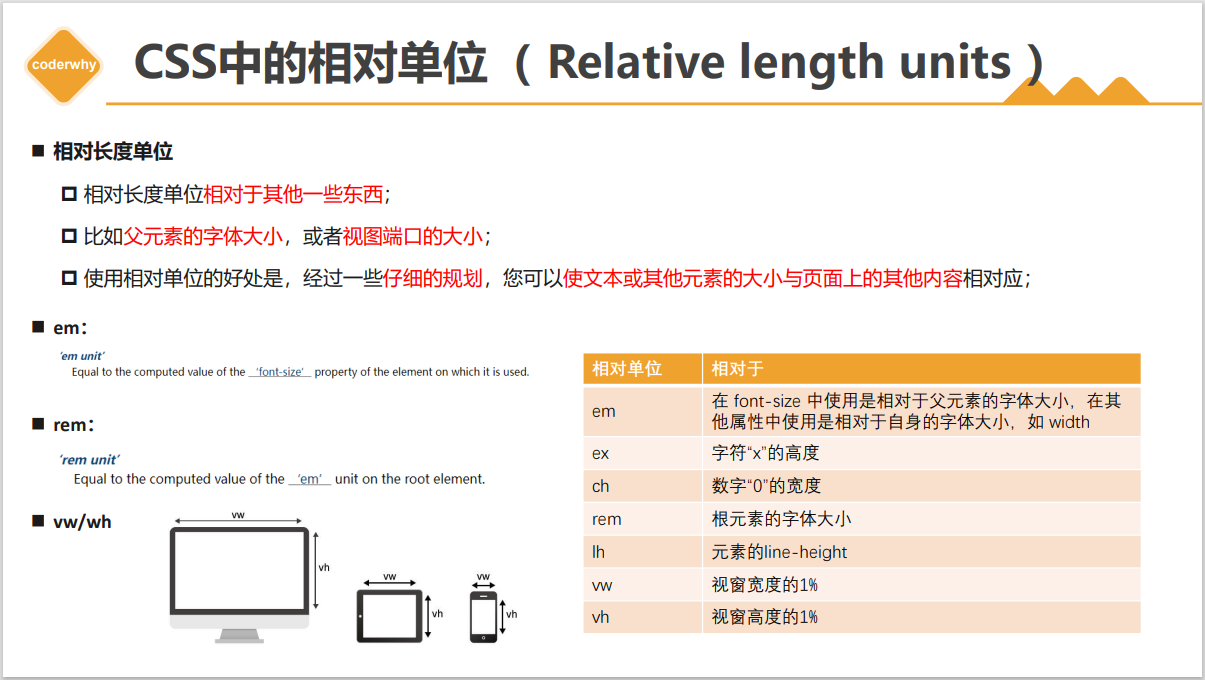 coderwhy
CSS中的相对单位（Relative length units）
相对长度单位
相对长度单位相对于其他一些东西；
比如父元素的字体大小，或者视图端口的大小；
使用相对单位的好处是，经过一些仔细的规划，您可以使文本或其他元素的大小与页面上的其他内容相对应；
em：
‘em unit’
Equal to the computed value of the ‘font-size’ property of the element on which it is used.
rem：
‘rem unit’
Equal to the computed value of the ‘em’ unit on the root element.
vw/wh
vw
vh
vw
vh
vw
vh
相对单位 相对于
em 在 font-size 中使用是相对于父元素的字体大小，在其
他属性中使用是相对于自身的字体大小，如 width
ex 字符“x”的高度
ch 数字“0”的宽度
rem 根元素的字体大小
lh 元素的line-height
vw 视窗宽度的1%
vh 视窗高度的1%